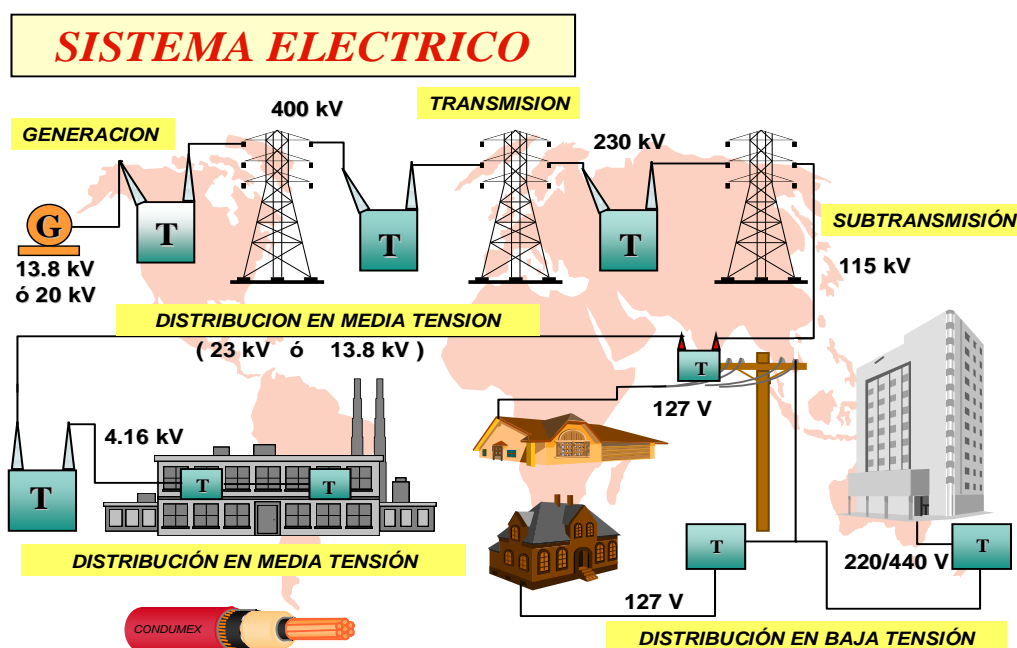 SISTEMA ELECTRICO
400 kV
TRANSMISION
GENERACION
230 kV
G
T
T
T
SUBTRANSMISIÓN
13.8 kV
ó 20 kV
115 kV
DISTRIBUCION EN MEDIA TENSION
( 23 kV ó 13.8 kV )
T
127 V
4.16 kV
T
T
T
DISTRIBUCIÓN EN MEDIA TENSIÓN
T
220/440 V
T
127 V
CONDUMEX
DISTRIBUCIÓN EN BAJA TENSIÓN